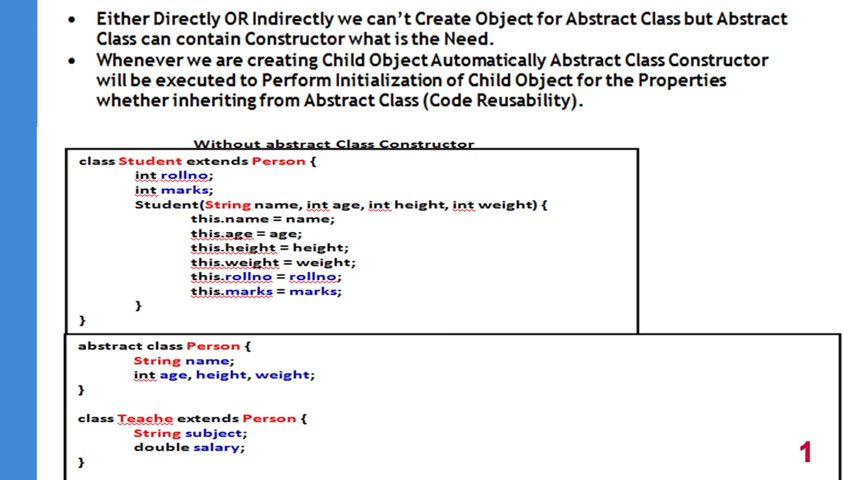 • Either Directly OR Indirectly we can't Create Object for Abstract Class but Abstract
Class can contain Constructor what is the Need.
• Whenever we are creating Child Object Automatically Abstract Class Constructor
will be executed to Perform Initialization of Child Object for the Properties
whether inheriting from Abstract Class (Code Reusability).
Without abstract Class Constructor
class Student extends Person {
int rollno;
int marks;
Student(String name, int age, int height, int weight) {
this.name = name;
this.age = age;
this.height = height;
this.weight = weight;
this.rollno = rollno;
this.marks = marks;
}
}
abstract class Person {
String name;
int age, height, weight;
}
class Teache extends Person {
String subject;
double salary;
}
1